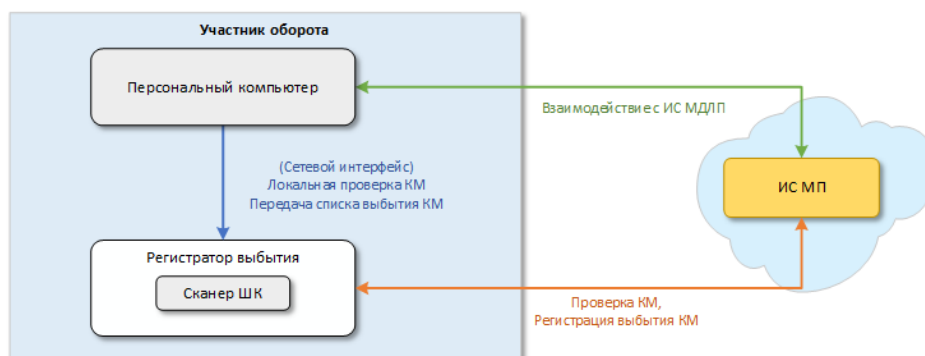 Участник оборота
Персональный компьютер
Взаимодействие с ИС МДЛП
(Сетевой интерфейс)
Локальная проверка КМ
Передача списка выбытия КМ
ИС МП
Регистратор выбытия
Сканер ШК
Проверка КМ,
Регистрация выбытия КМ